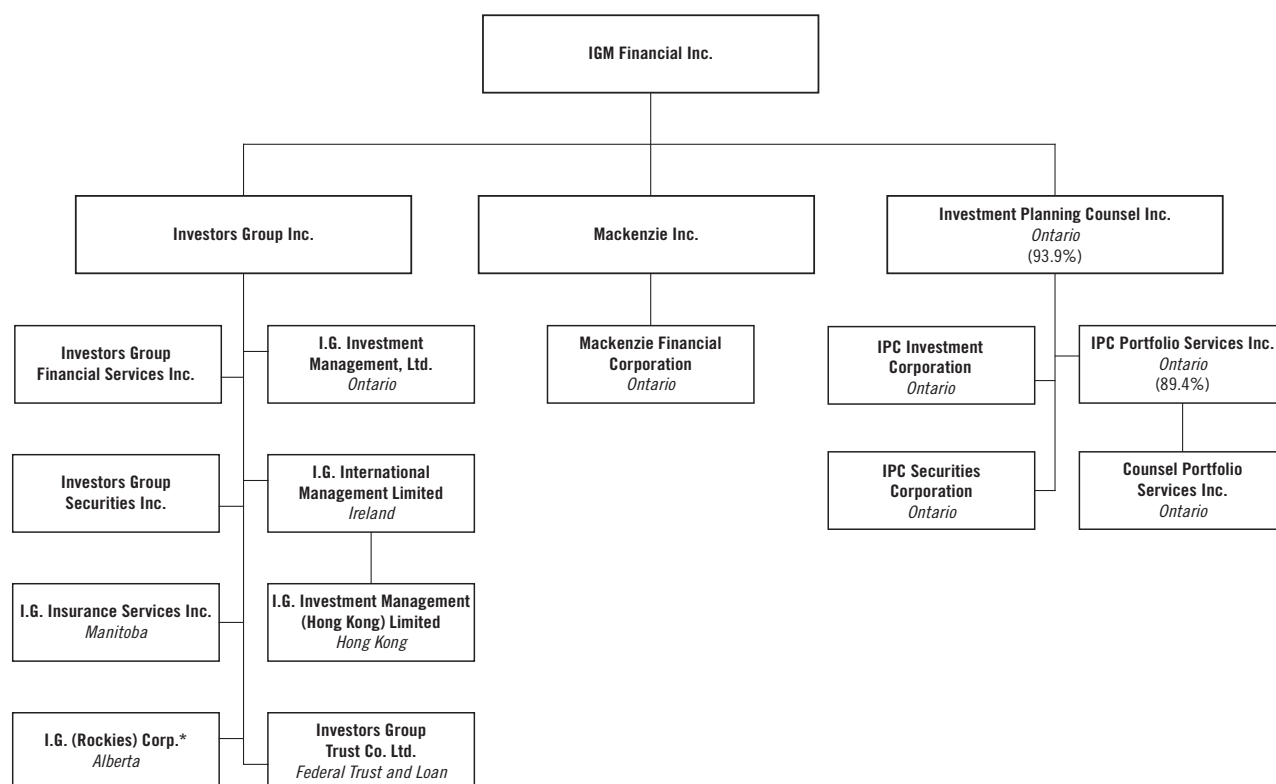 IGM Financial Inc.
Investors Group Inc.
Mackenzie Inc.
Investment Planning Counsel Inc.
Ontario
(93.9%)
Investors Group
Financial Services Inc.
I.G. Investment
Management, Ltd.
Ontario
Mackenzie Financial
Corporation
Ontario
IPC Investment
Corporation
Ontario
IPC Portfolio Services Inc.
Ontario
(89.4%)
Investors Group
Securities Inc.
I.G. International
Management Limited
Ireland
IPC Securities
Corporation
Ontario
Counsel Portfolio
Services Inc.
Ontario
I.G. Insurance Services Inc.
Manitoba
I.G. Investment Management
(Hong Kong) Limited
Hong Kong
I.G. (Rockies) Corp.*
Alberta
Investors Group
Trust Co. Ltd.
Federal Trust and Loan